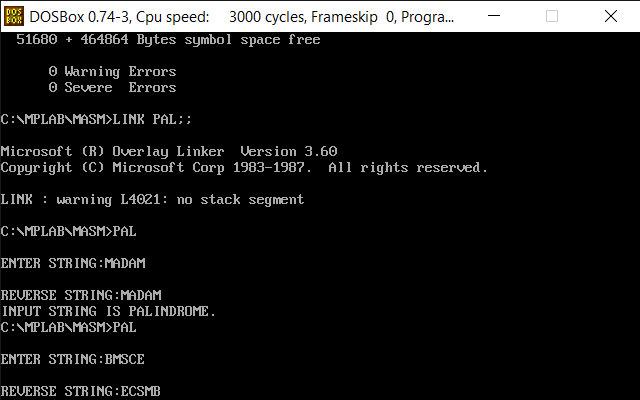 DOS
BOX
DOSBox 0.74-3, Cpu speed: 3000 cycles, Frameskip 0, Progra...
51680 + 464864 Bytes symbol space free
0 Warning Errors
0 Severe Errors
C:\MPLAB\MASM>LINK PAL;;
Microsoft (R) Overlay Linker Version 3.60
Copyright (C) Microsoft Corp 1983-1987. All rights reserved.
LINK : warning L4021: no stack segment
C:\MPLAB\MASM>PAL
ENTER STRING:MADAM
REVERSE STRING:MADAM
INPUT STRING IS PALINDROME.
C:\MPLAB\MASM>PAL
ENTER STRING:BMSCE
REVERSE STRING:ECSMB